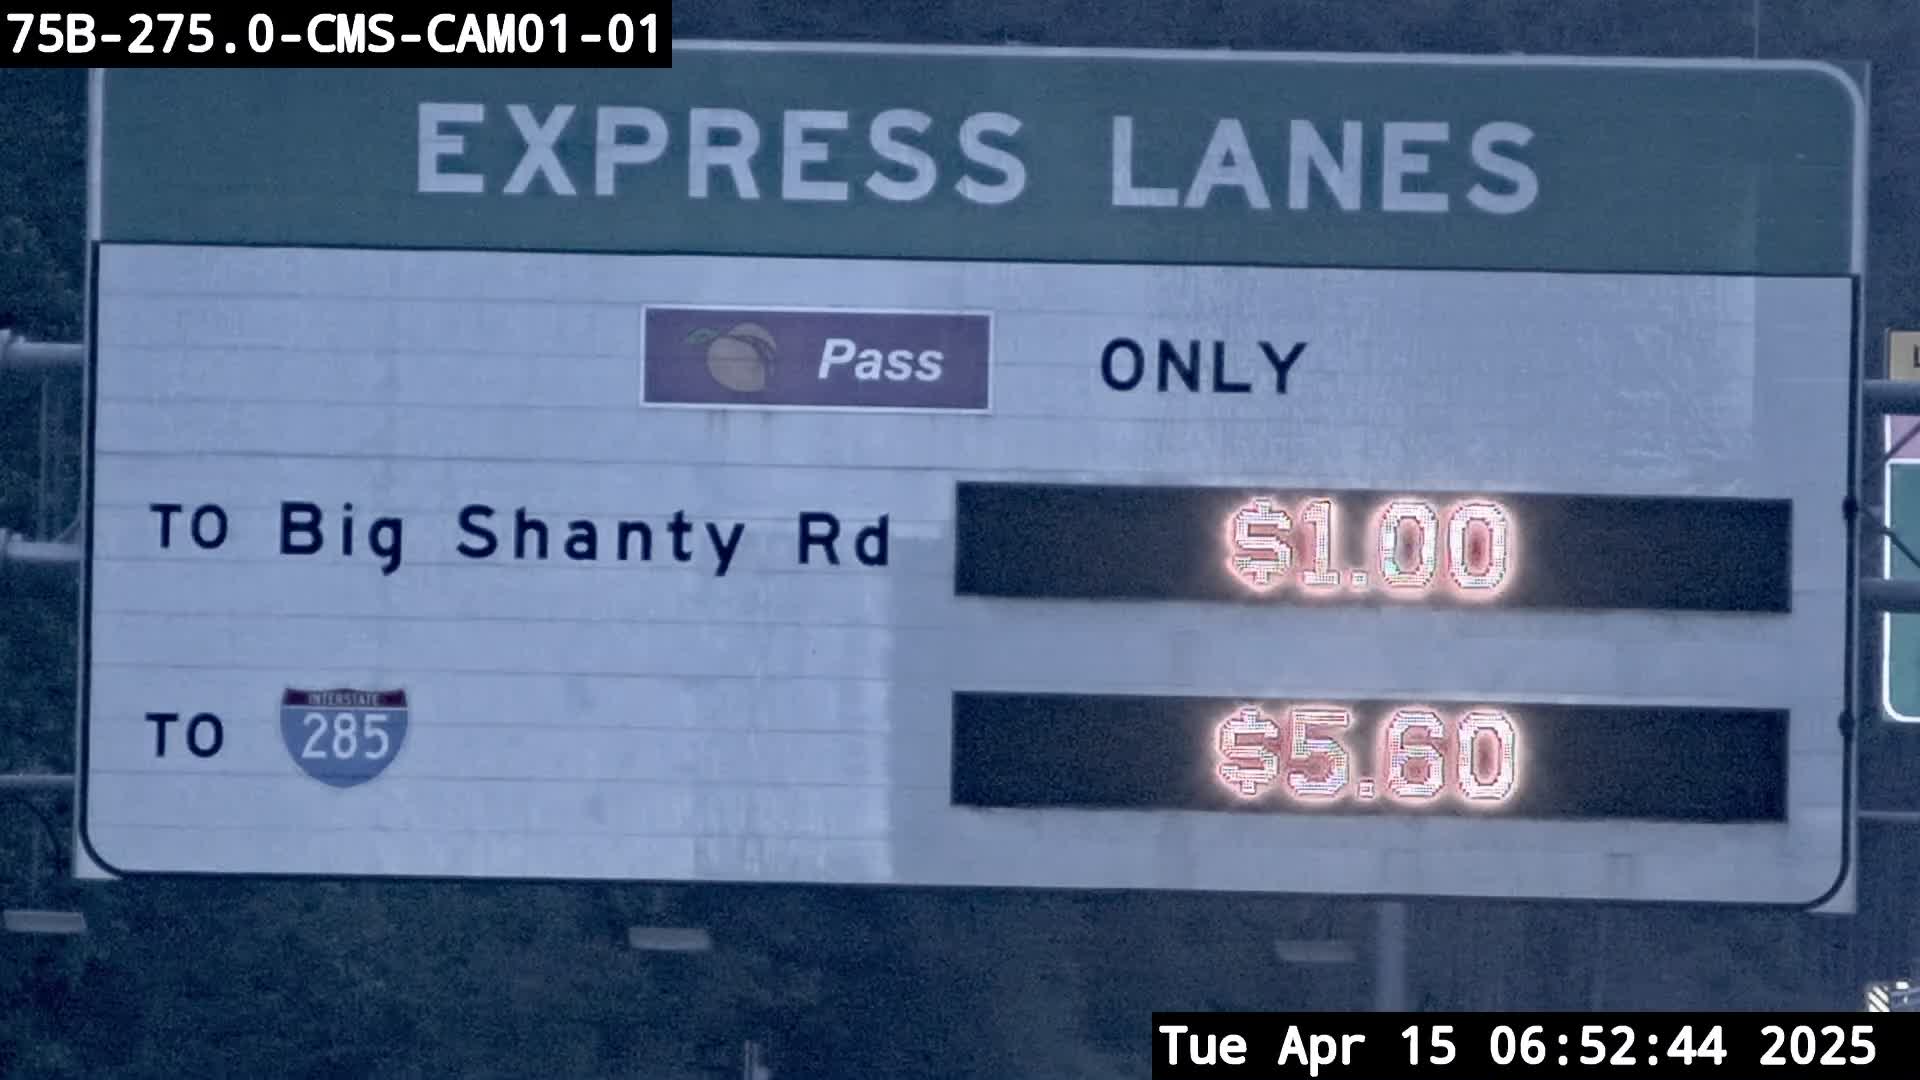 75B-275.0-CMS-CAM01-01
EXPRESS LANES
Pass ONLY
TO Big Shanty Rd $1.00
INTERSTATE
TO 285 $5.60
Tue Apr 15 06:52:44 2025